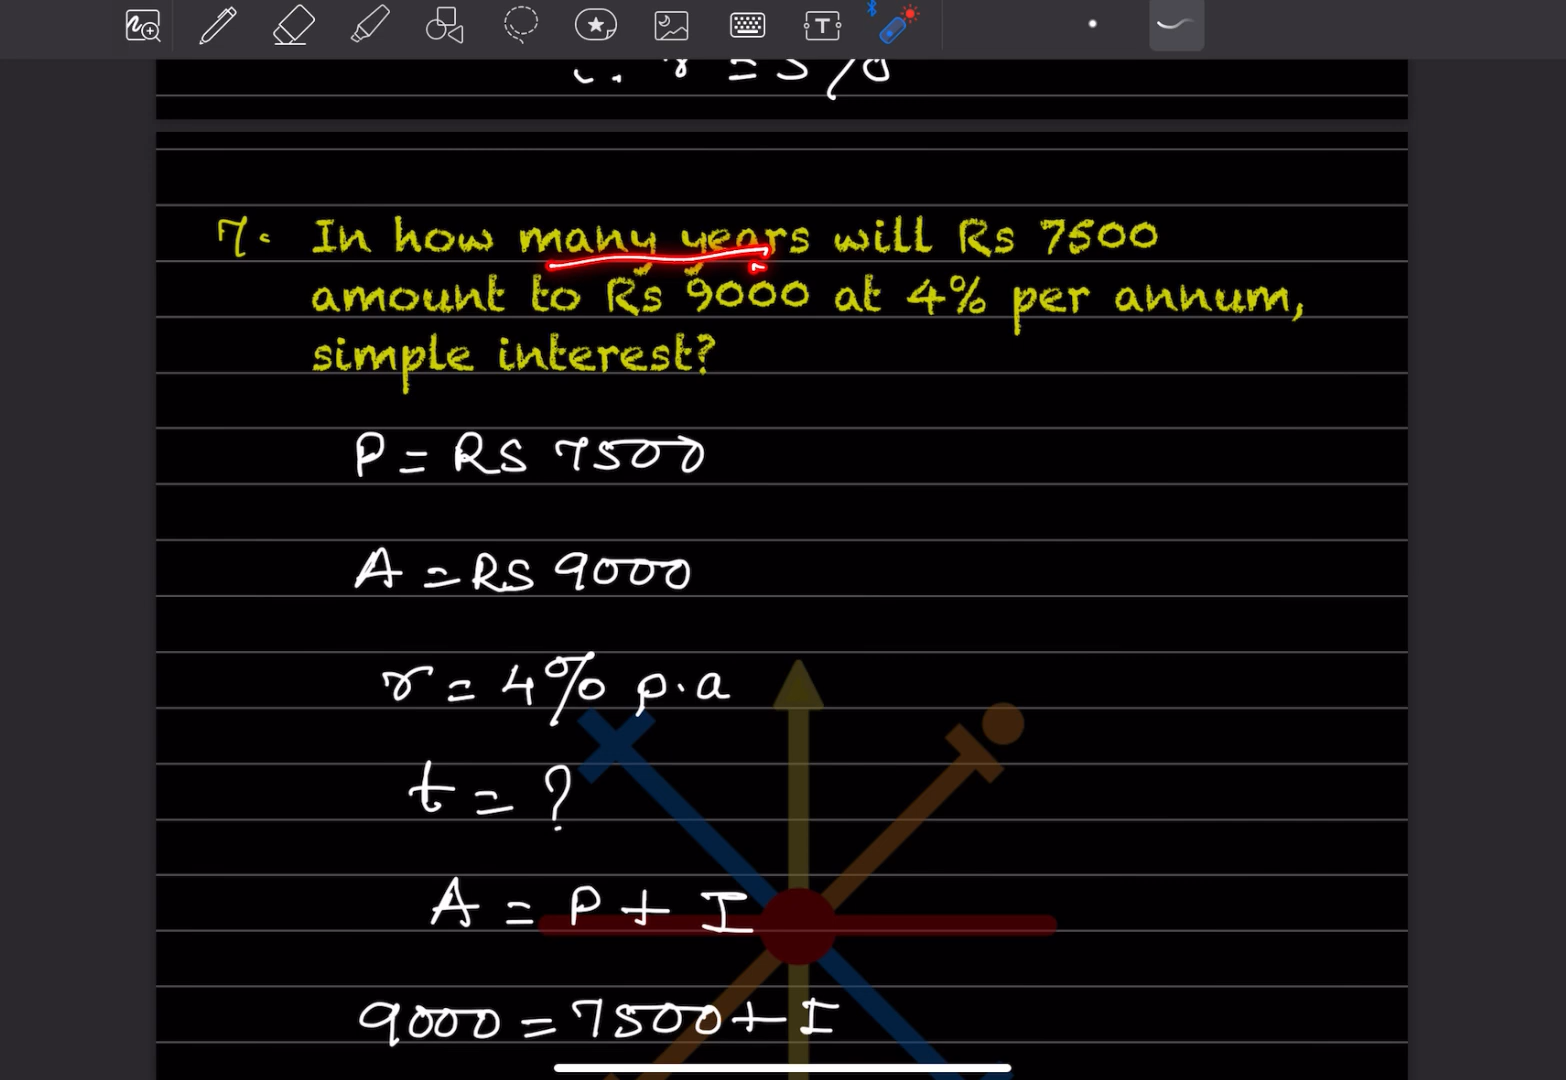 ∴ r = 5%
7. In how many years will Rs 7500
amount to Rs 9000 at 4% per annum,
simple interest?
P = RS 7500
A = RS 9000
r = 4% p.a
t = ?
A = P + I
9000 = 7500 + I